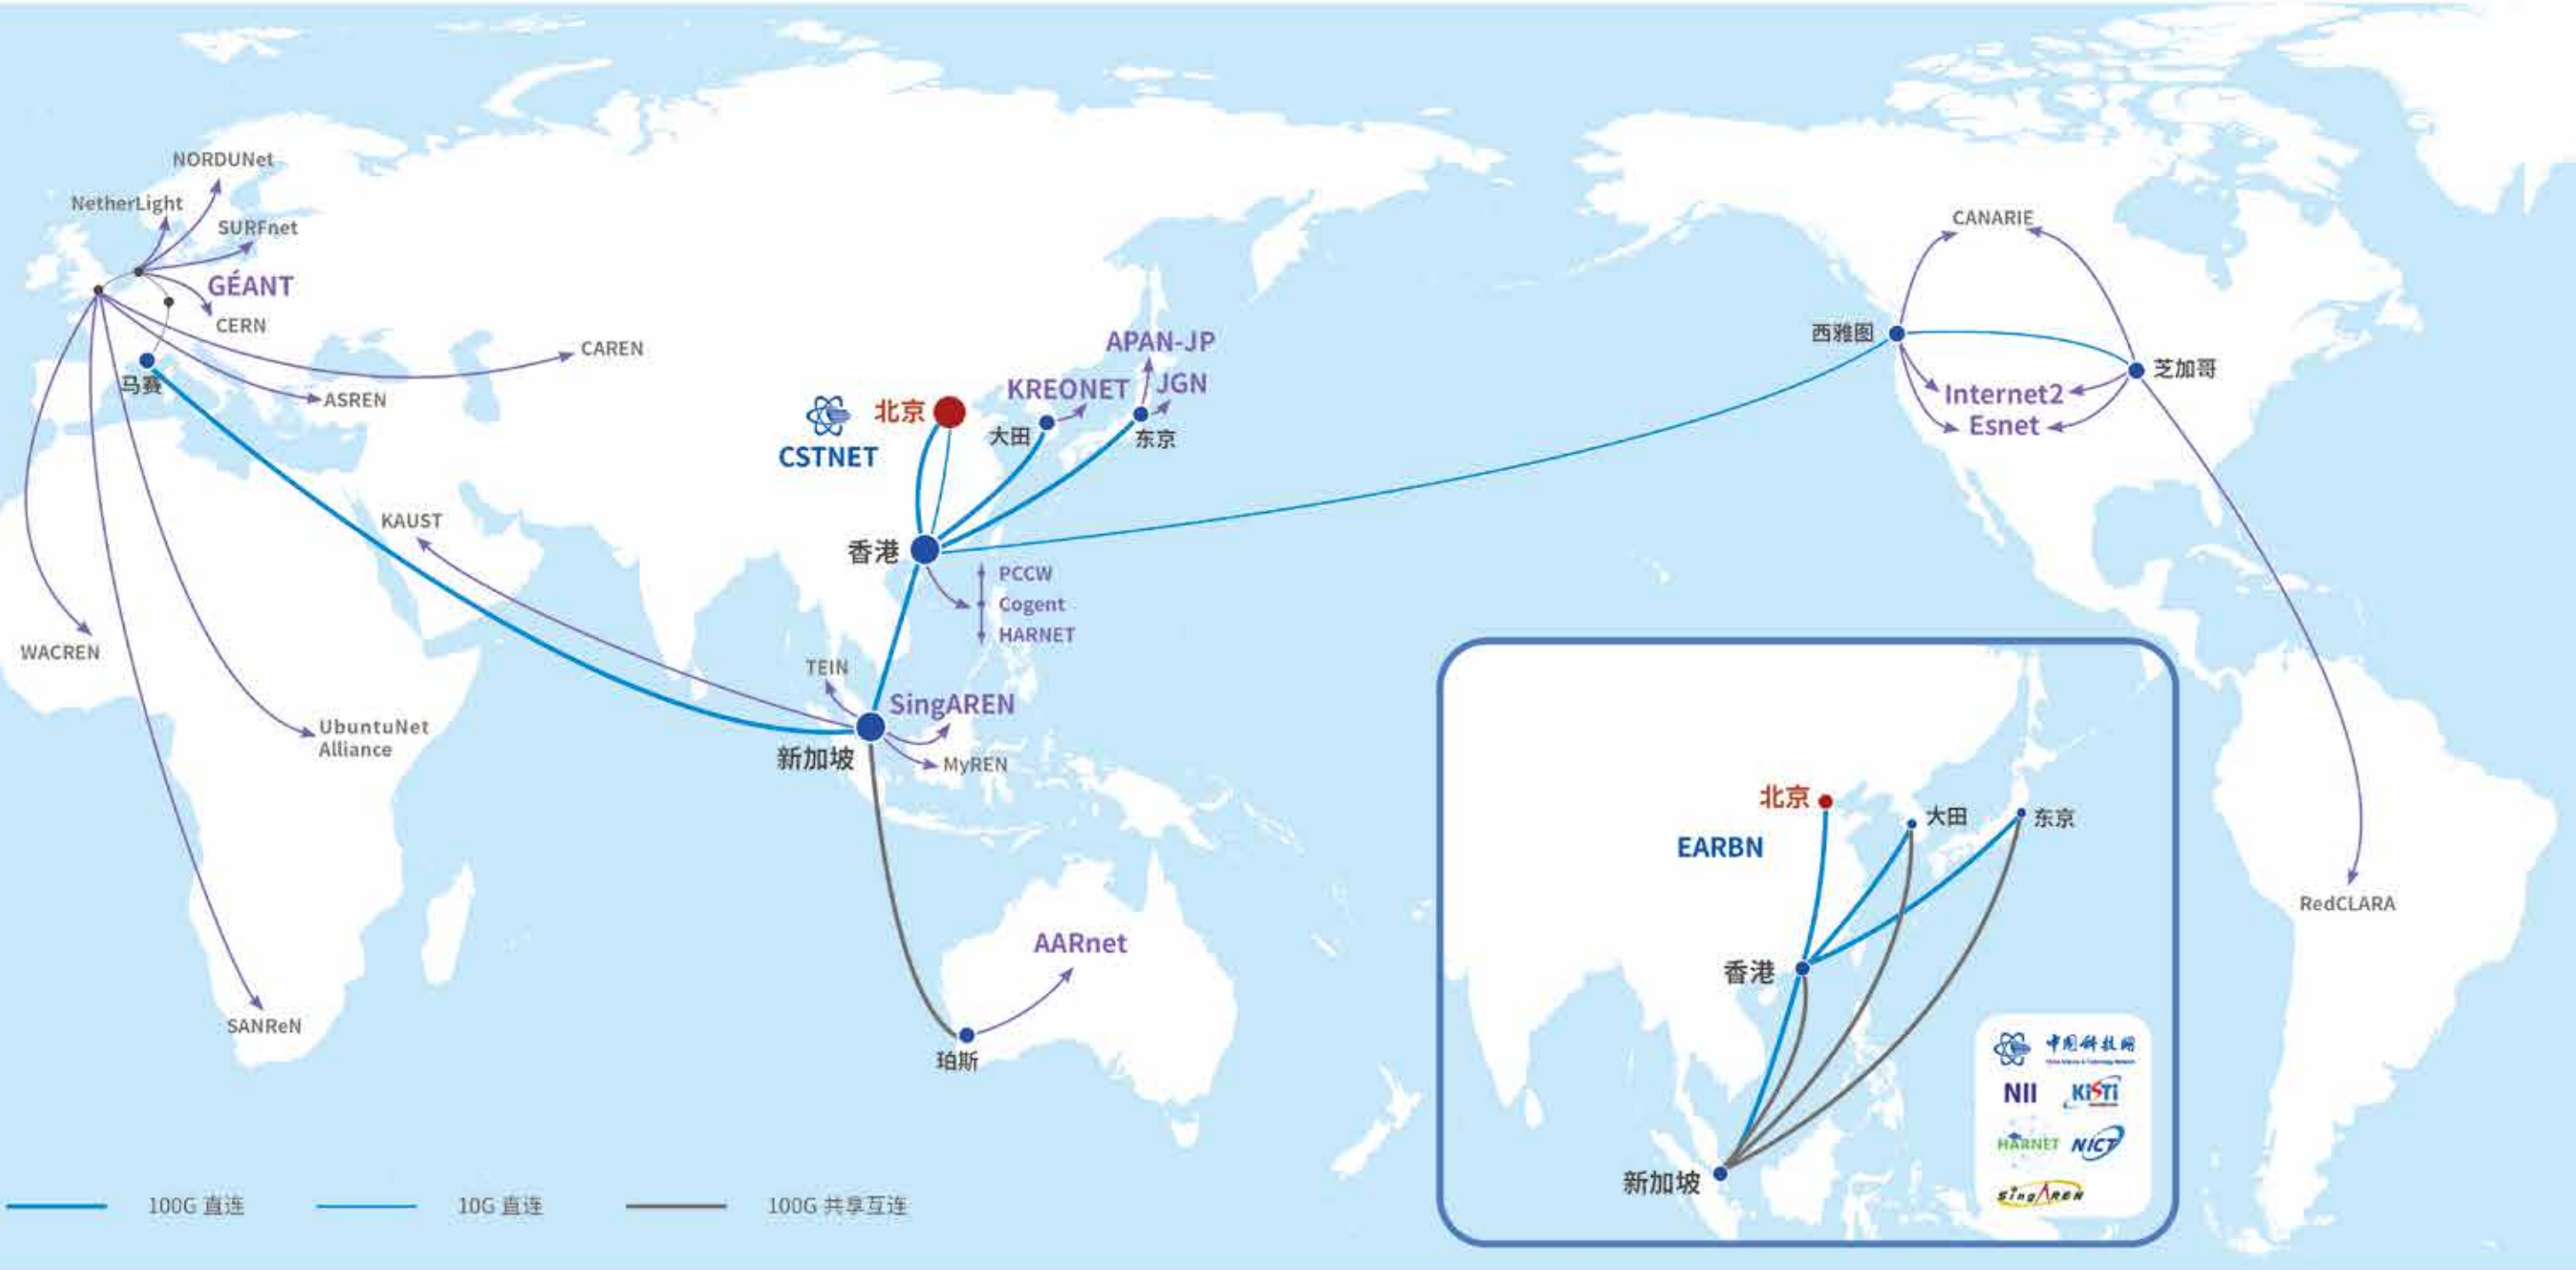 NORDUNet
NetherLight
SURFnet
GÉANT
CERN
CAREN
马赛
ASREN
KAUST
WACREN
UbuntuNet
Alliance
SANReN
CSTNET
北京
KREONET
大田
APAN-JP
JGN
东京
香港
PCCW
Cogent
HARNET
TEIN
SingAREN
新加坡
MyREN
AARnet
珀斯
CANARIE
西雅图
芝加哥
Internet2
Esnet
RedCLARA
北京
EARBN
大田
东京
香港
新加坡
中国科技网
NII
KiSTi
HARNET
NICT
SingAREN
100G 直连
10G 直连
100G 共享互连